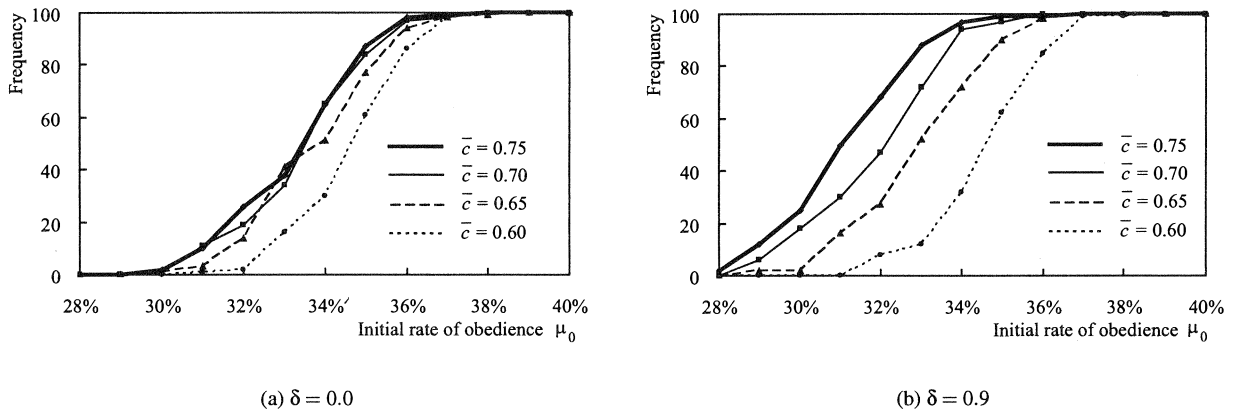 Frequency
100
80
60
40
20
0
28%
30%
32%
34%
36%
38%
40%
Initial rate of obedience μ0
c̅ = 0.75
c̅ = 0.70
c̅ = 0.65
c̅ = 0.60
(a) δ = 0.0
Frequency
100
80
60
40
20
0
28%
30%
32%
34%
36%
38%
40%
Initial rate of obedience μ0
c̅ = 0.75
c̅ = 0.70
c̅ = 0.65
c̅ = 0.60
(b) δ = 0.9